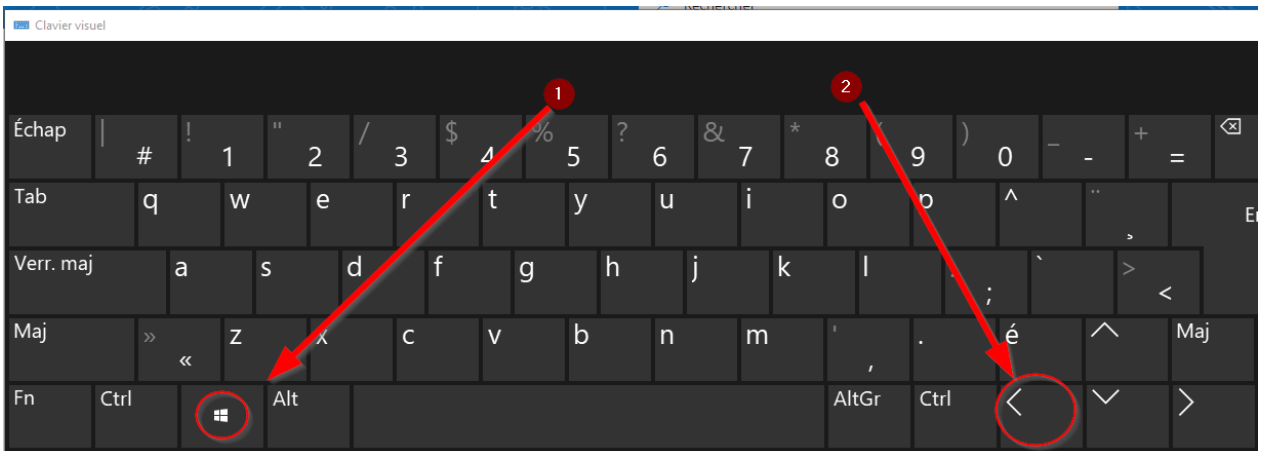 Rechercher
Clavier visuel
1 2
Échap | # ! 1 " 2 / 3 $ 4 % 5 ? 6 & 7 * 8 ( 9 ) 0 _ - + =
Tab q w e r t y u i o p ^ ¨ ¸
Verr. maj a s d f g h j k l ; ` > <
Maj » « z x c v b n m ' , . é Maj
Fn Ctrl Alt AltGr Ctrl